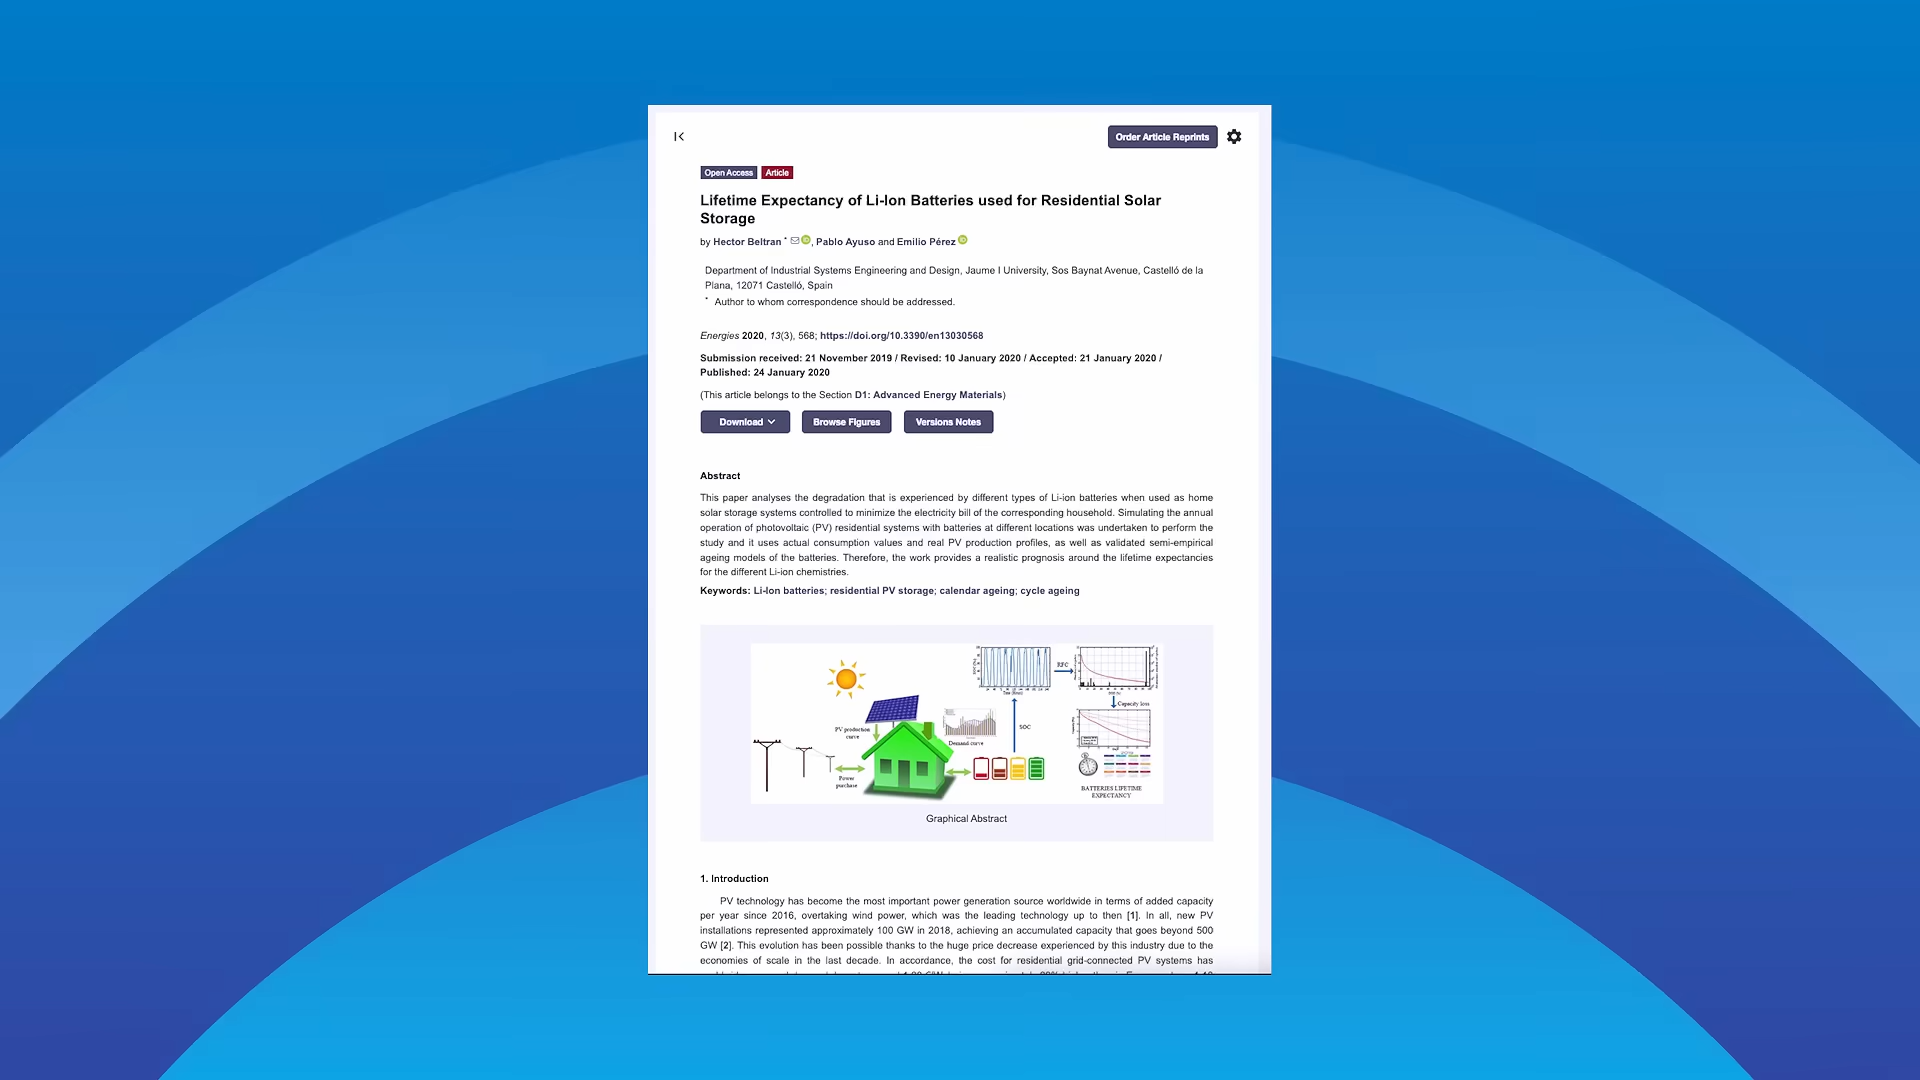 Order Article Reprints
Open Access Article
Lifetime Expectancy of Li-Ion Batteries used for Residential Solar
Storage
by Hector Beltran *, Pablo Ayuso and Emilio Pérez
Department of Industrial Systems Engineering and Design, Jaume I University, Sos Baynat Avenue, Castelló de la
Plana, 12071 Castelló, Spain
* Author to whom correspondence should be addressed.
Energies 2020, 13(3), 568; https://doi.org/10.3390/en13030568
Submission received: 21 November 2019 / Revised: 10 January 2020 / Accepted: 21 January 2020 /
Published: 24 January 2020
(This article belongs to the Section D1: Advanced Energy Materials)
Download Browse Figures Versions Notes
Abstract
This paper analyses the degradation that is experienced by different types of Li-ion batteries when used as home
solar storage systems controlled to minimize the electricity bill of the corresponding household. Simulating the annual
operation of photovoltaic (PV) residential systems with batteries at different locations was undertaken to perform the
study and it uses actual consumption values and real PV production profiles, as well as validated semi-empirical
ageing models of the batteries. Therefore, the work provides a realistic prognosis around the lifetime expectancies
for the different Li-ion chemistries.
Keywords: Li-Ion batteries; residential PV storage; calendar ageing; cycle ageing
RFC
Capacity loss
SOC
PV production
curve
Demand curve
Power
purchase
BATTERIES LIFETIME
EXPECTANCY
Graphical Abstract
1. Introduction
PV technology has become the most important power generation source worldwide in terms of added capacity
per year since 2016, overtaking wind power, which was the leading technology up to then [1]. In all, new PV
installations represented approximately 100 GW in 2018, achieving an accumulated capacity that goes beyond 500
GW [2]. This evolution has been possible thanks to the huge price decrease experienced by this industry due to the
economies of scale in the last decade. In accordance, the cost for residential grid-connected PV systems has